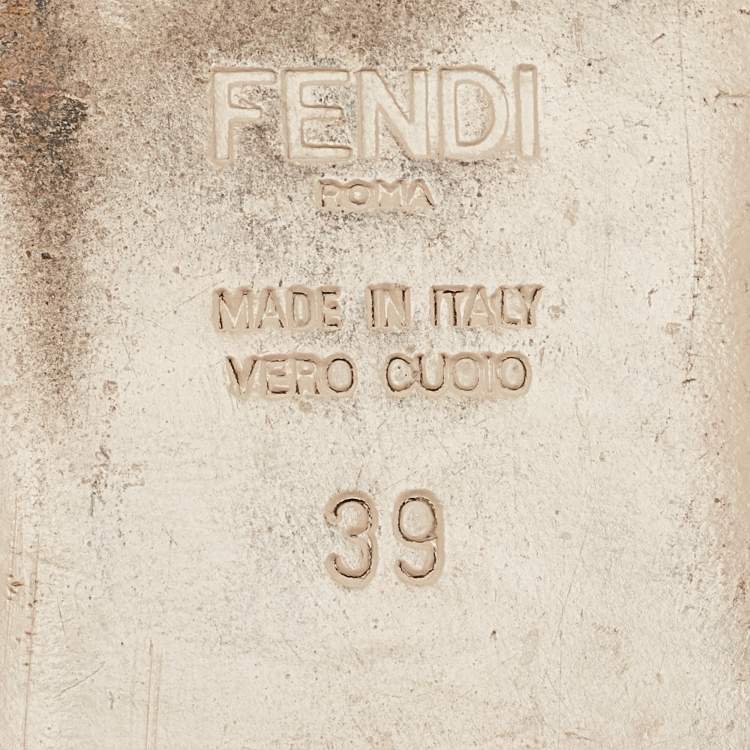 FENDI
ROMA
MADE IN ITALY
VERO CUOIO
39